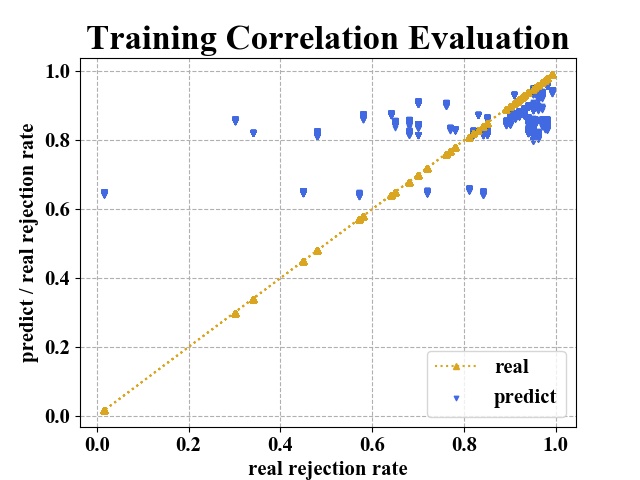 Training Correlation Evaluation
predict / real rejection rate
1.0
0.8
0.6
0.4
0.2
0.0
real
predict
0.0 0.2 0.4 0.6 0.8 1.0
real rejection rate